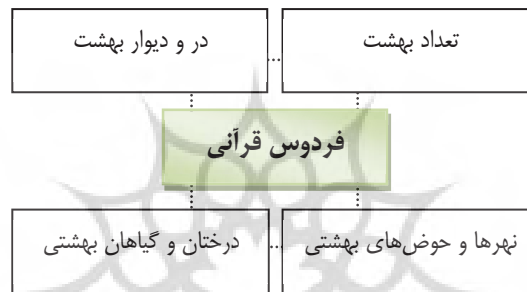 تعداد بهشت
در و دیوار بهشت
فردوس قرآنی
نهرها و حوض‌های بهشتی
درختان و گیاهان بهشتی